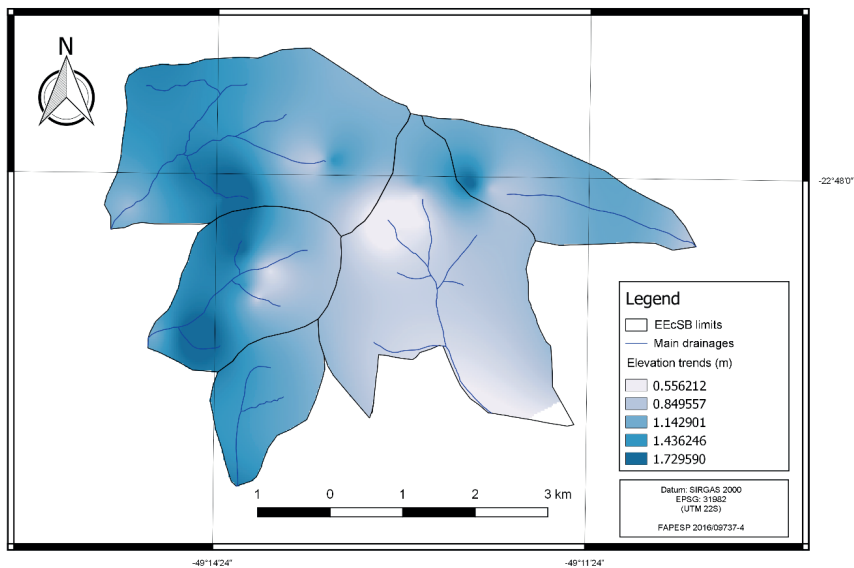 N
-22°48'0"
Legend
EEcSB limits
Main drainages
Elevation trends (m)
0.556212
0.849557
1.142901
1.436246
1.729590
1 0 1 2 3 km
Datum: SIRGAS 2000
EPSG: 31982
(UTM 22S)
FAPESP 2016/09737-4
-49°14'24"
-49°11'24"